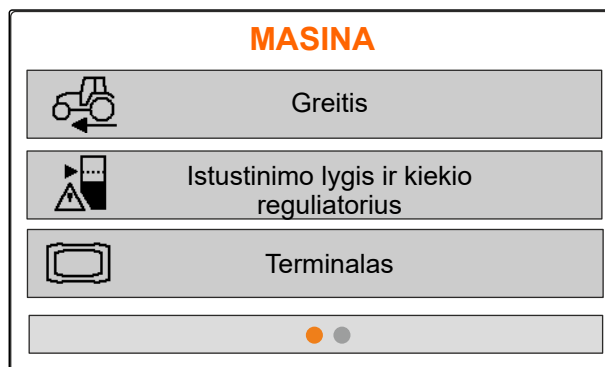 MASINA
Greitis
Istustinimo lygis ir kiekio
reguliatorius
Terminalas